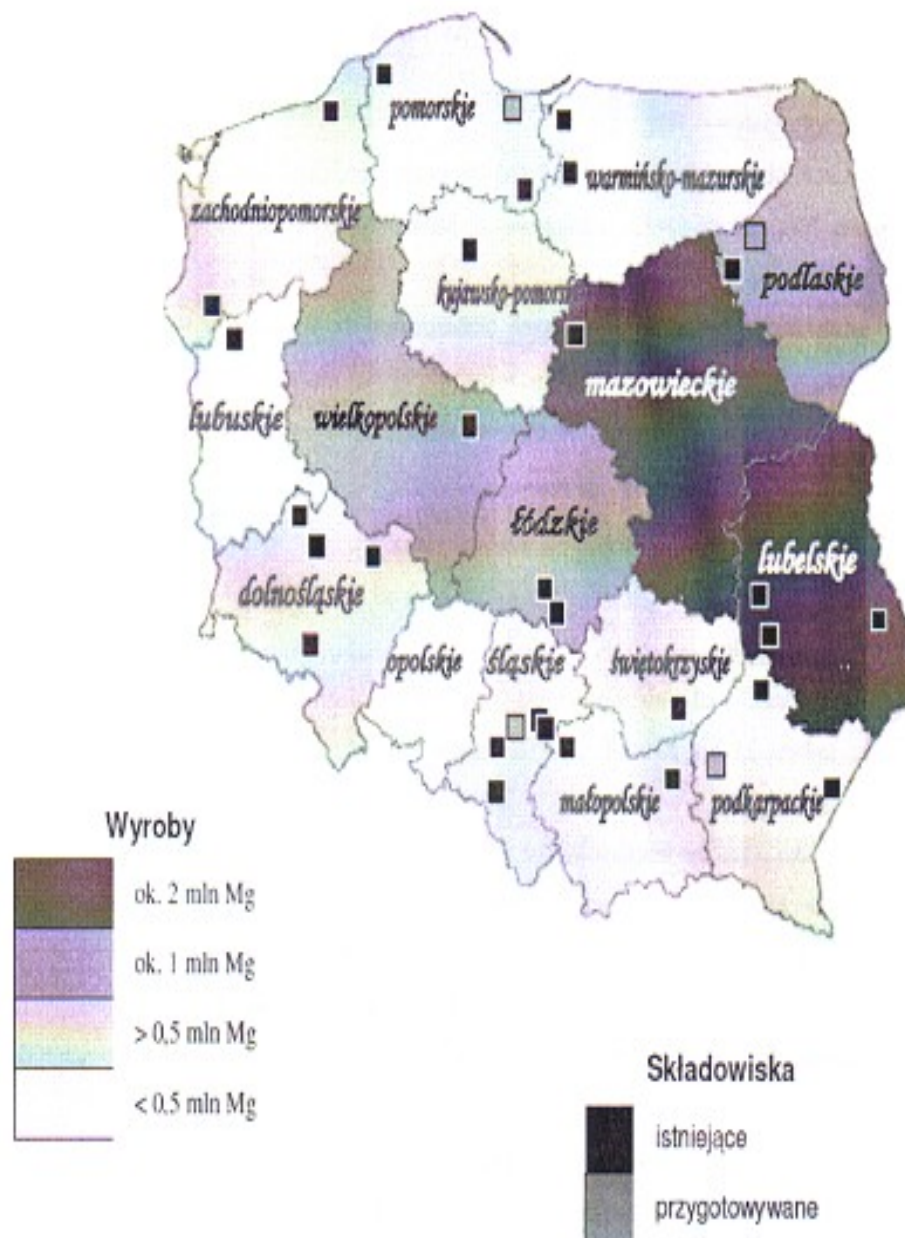 pomorskie
warmińsko-mazurskie
zachodniopomorskie
podlaskie
kujawsko-pomorsk
mazowieckie
lubuskie
wielkopolskie
łódzkie
lubelskie
dolnośląskie
opolskie
śląskie
świętokrzyskie
małopolskie
podkarpackie
Wyroby
ok. 2 mln Mg
ok. 1 mln Mg
> 0.5 mln Mg
< 0.5 mln Mg
Składowiska
istniejące
przygotowywane